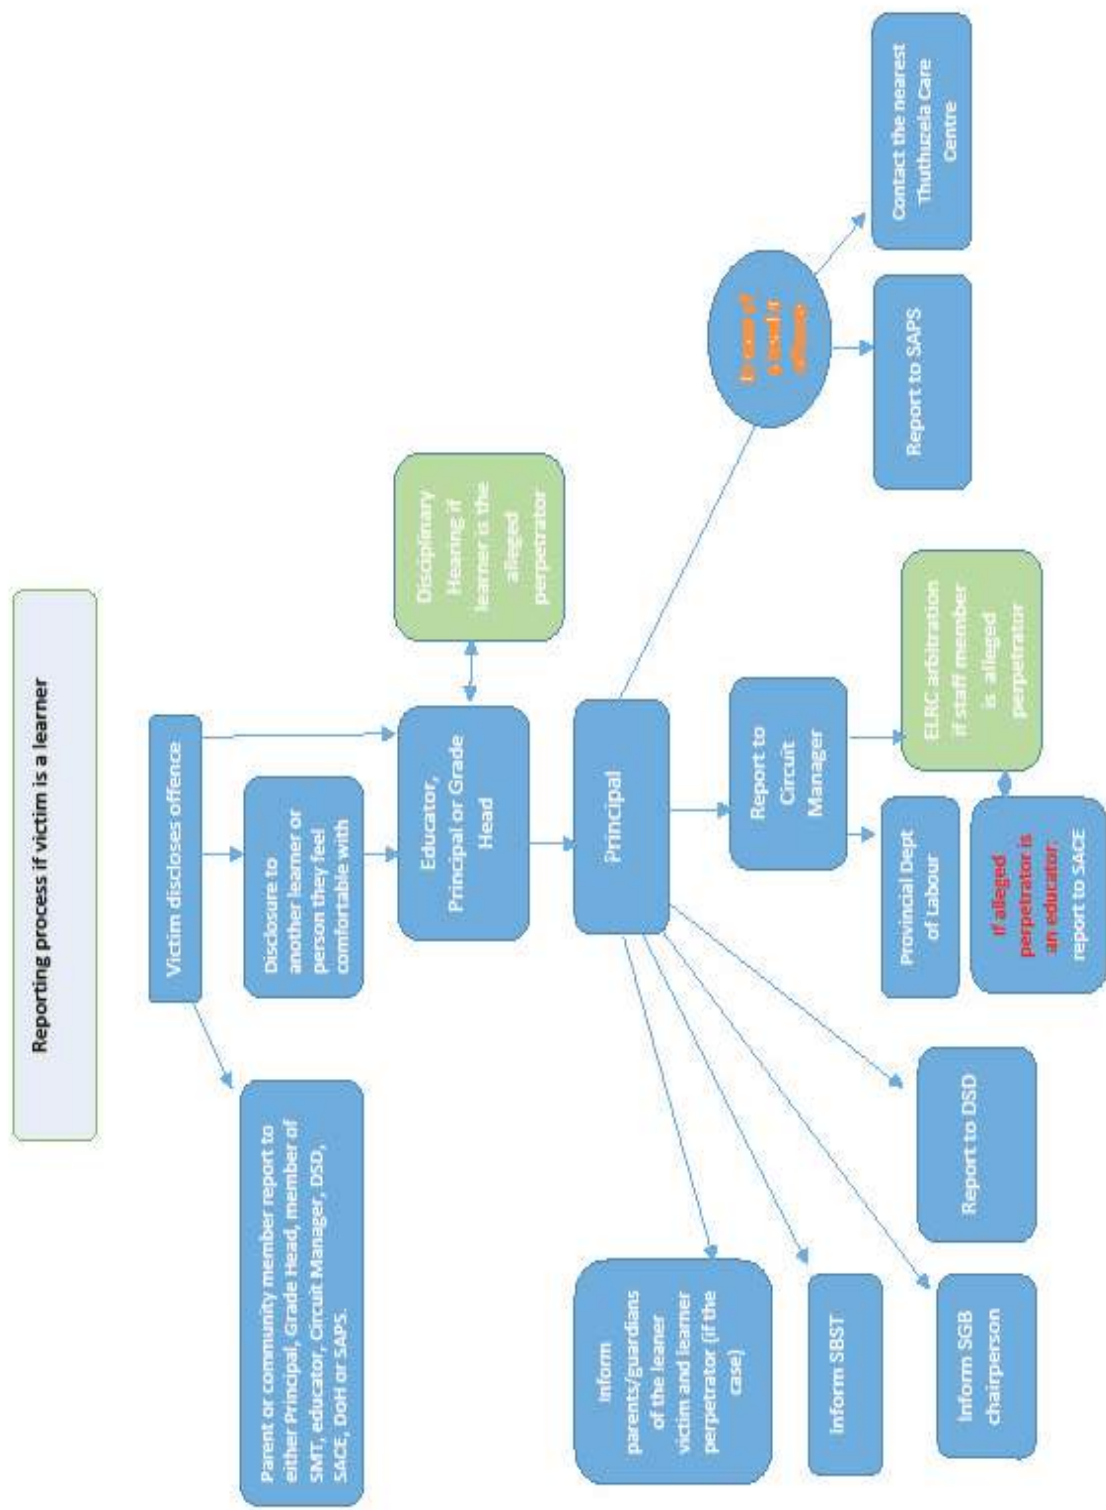 Reporting process if victim is a learner
Victim discloses offence
Parent or community member report to
either Principal, Grade Head, member of
SMT, educator, Circuit Manager, DSD,
SACE, DoH or SAPS.
Disclosure to
another learner or
person they feel
comfortable with
Educator,
Principal or Grade
Head
Disciplinary
Hearing if
learner is the
alleged
perpetrator
Principal
Inform
parents/guardians
of the leaner
victim and learner
perpetrator (if the
case)
Inform SBST
Inform SGB
chairperson
Report to DSD
Report to
Circuit
Manager
Provincial Dept
of Labour
If alleged
perpetrator is
an educator:
report to SACE
ELRC arbitration
if staff member
is alleged
perpetrator
In case of
a
offence
Report to SAPS
Contact the nearest
Thuthuzela Care
Centre